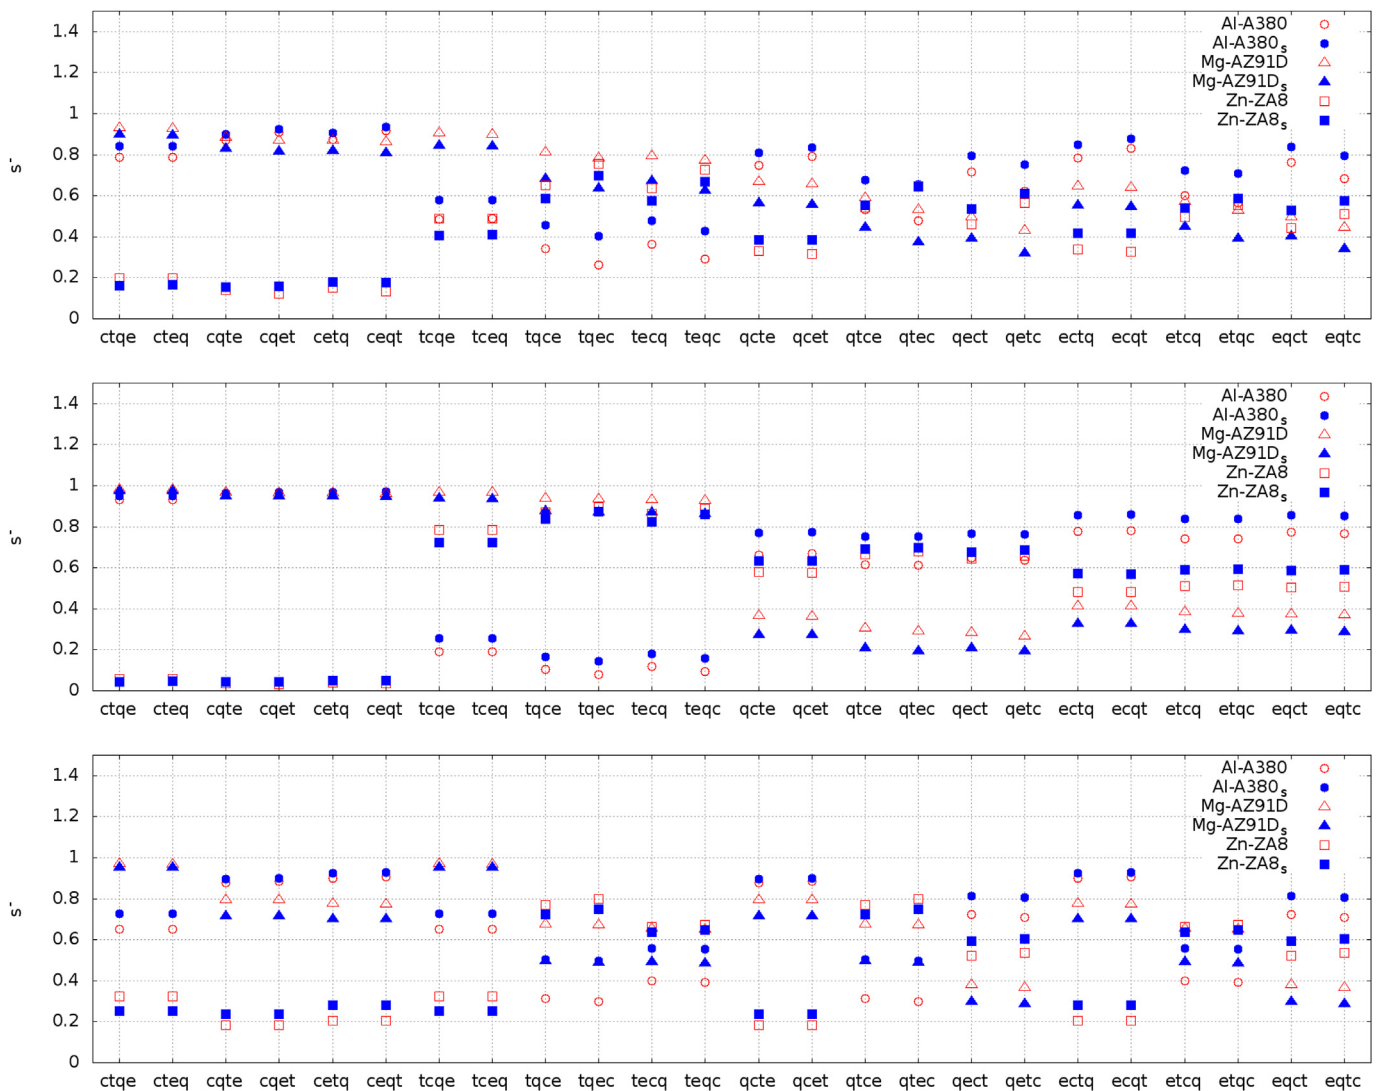 1.4
1.2
1
0.8
0.6
0.4
0.2
0
s⁻
Al-A380
Al-A380s
Mg-AZ91D
Mg-AZ91Ds
Zn-ZA8
Zn-ZA8s
ctqe cteq cqte cqet cetq ceqt tcqe tceq tqce tqec tecq teqc qcte qcet qtce qtec qect qetc ectq ecqt etcq etqc eqct eqtc
1.4
1.2
1
0.8
0.6
0.4
0.2
0
s⁻
Al-A380
Al-A380s
Mg-AZ91D
Mg-AZ91Ds
Zn-ZA8
Zn-ZA8s
ctqe cteq cqte cqet cetq ceqt tcqe tceq tqce tqec tecq teqc qcte qcet qtce qtec qect qetc ectq ecqt etcq etqc eqct eqtc
1.4
1.2
1
0.8
0.6
0.4
0.2
0
s⁻
Al-A380
Al-A380s
Mg-AZ91D
Mg-AZ91Ds
Zn-ZA8
Zn-ZA8s
ctqe cteq cqte cqet cetq ceqt tcqe tceq tqce tqec tecq teqc qcte qcet qtce qtec qect qetc ectq ecqt etcq etqc eqct eqtc